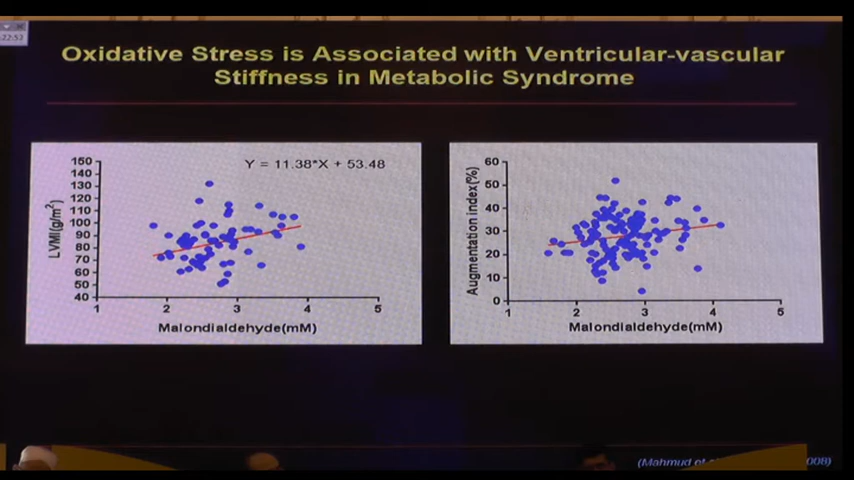 :22:52
Oxidative Stress is Associated with Ventricular-vascular
Stiffness in Metabolic Syndrome
Y = 11.38*X + 53.48
LVMI(g/m²)
150
140
130
120
110
100
90
80
70
60
50
40
1 2 3 4 5
Malondialdehyde(mM)
Augmentation index(%)
60
50
40
30
20
10
0
1 2 3 4 5
Malondialdehyde(mM)
(Mahmud et 008)